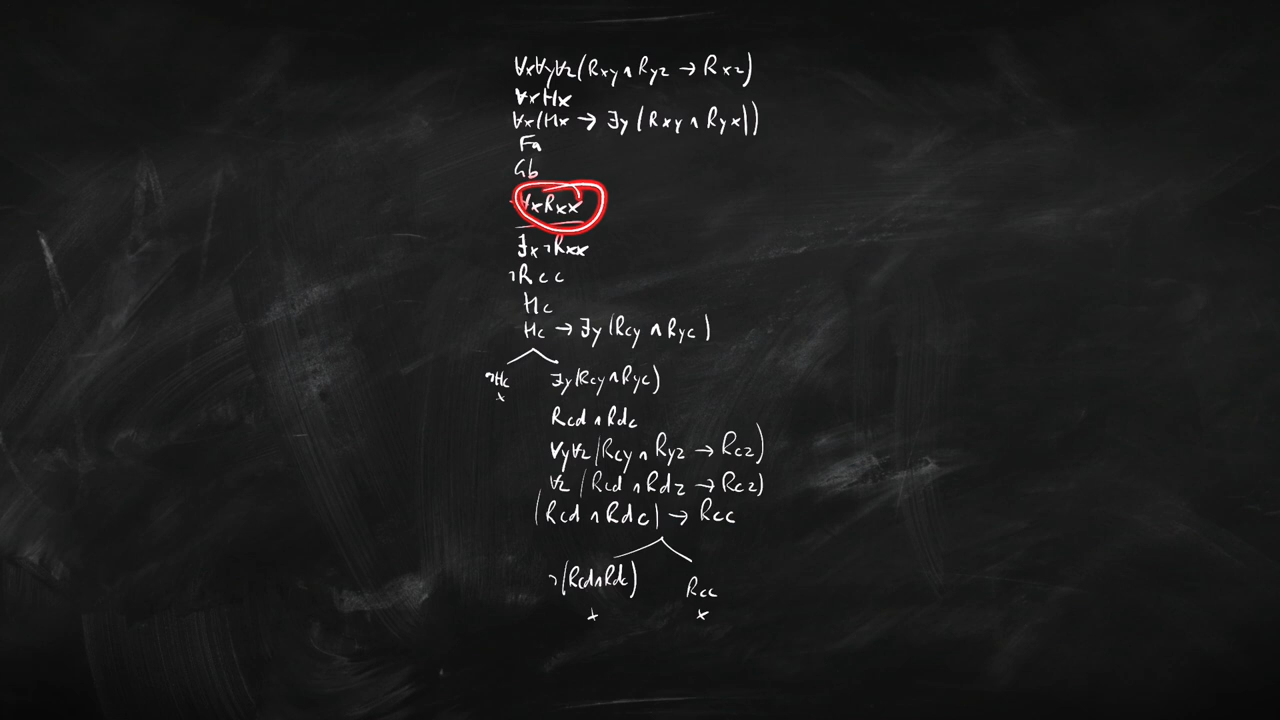 ∀x∀y∀z(Rxy ∧ Ryz → Rxz)
∀xHx
∀x(Hx → ∃y(Rxy ∧ Ryx))
Fa
Gb
¬∀xRxx
∃x¬Rxx
¬Rcc
Hc
Hc → ∃y(Rcy ∧ Ryc)
¬Hc ∃y(Rcy ∧ Ryc)
x
Rcd ∧ Rdc
∀y∀z(Rcy ∧ Ryz → Rcz)
∀z(Rcd ∧ Rdz → Rcz)
(Rcd ∧ Rdc) → Rcc
¬(Rcd ∧ Rdc) Rcc
x x